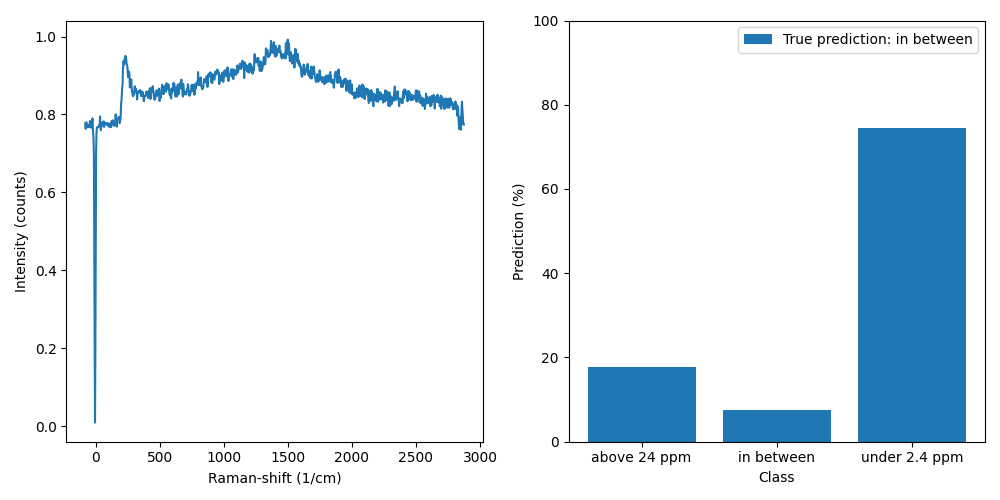 1.0
0.8
0.6
0.4
0.2
0.0
Intensity (counts)
0 500 1000 1500 2000 2500 3000
Raman-shift (1/cm)
100
80
60
40
20
0
Prediction (%)
True prediction: in between
above 24 ppm in between under 2.4 ppm
Class